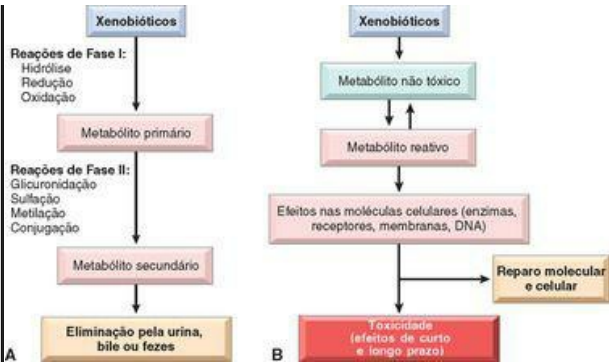 Xenobióticos
Reações de Fase I:
Hidrólise
Redução
Oxidação
Metabólito primário
Reações de Fase II:
Glicuronidação
Sulfação
Metilação
Conjugação
Metabólito secundário
Eliminação pela urina,
bile ou fezes
A
Xenobióticos
Metabólito não tóxico
Metabólito reativo
Efeitos nas moléculas celulares (enzimas,
receptores, membranas, DNA)
Reparo molecular
e celular
Toxicidade
(efeitos de curto
e longo prazo)
B